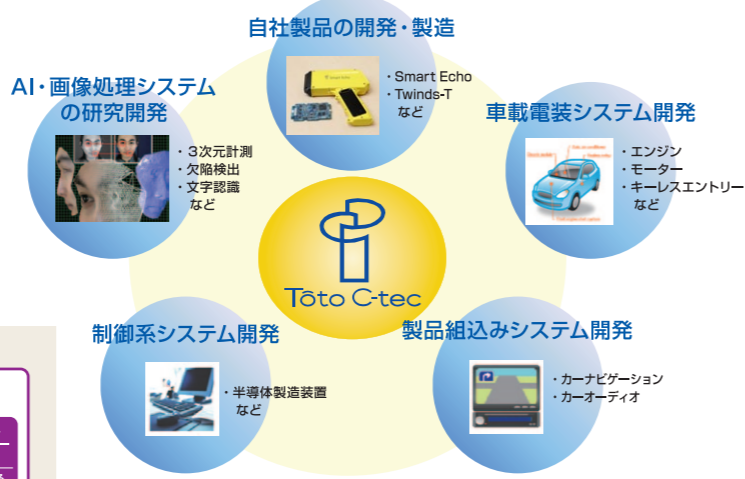 自社製品の開発・製造
・Smart Echo
・Twinds-T
など
AI・画像処理システム
の研究開発
・3次元計測
・欠陥検出
・文字認識
など
車載電装システム開発
・エンジン
・モーター
・キーレスエントリー
など
Tōto C-tec
制御系システム開発
・半導体製造装置
など
製品組込みシステム開発
・カーナビゲーション
・カーオーディオ